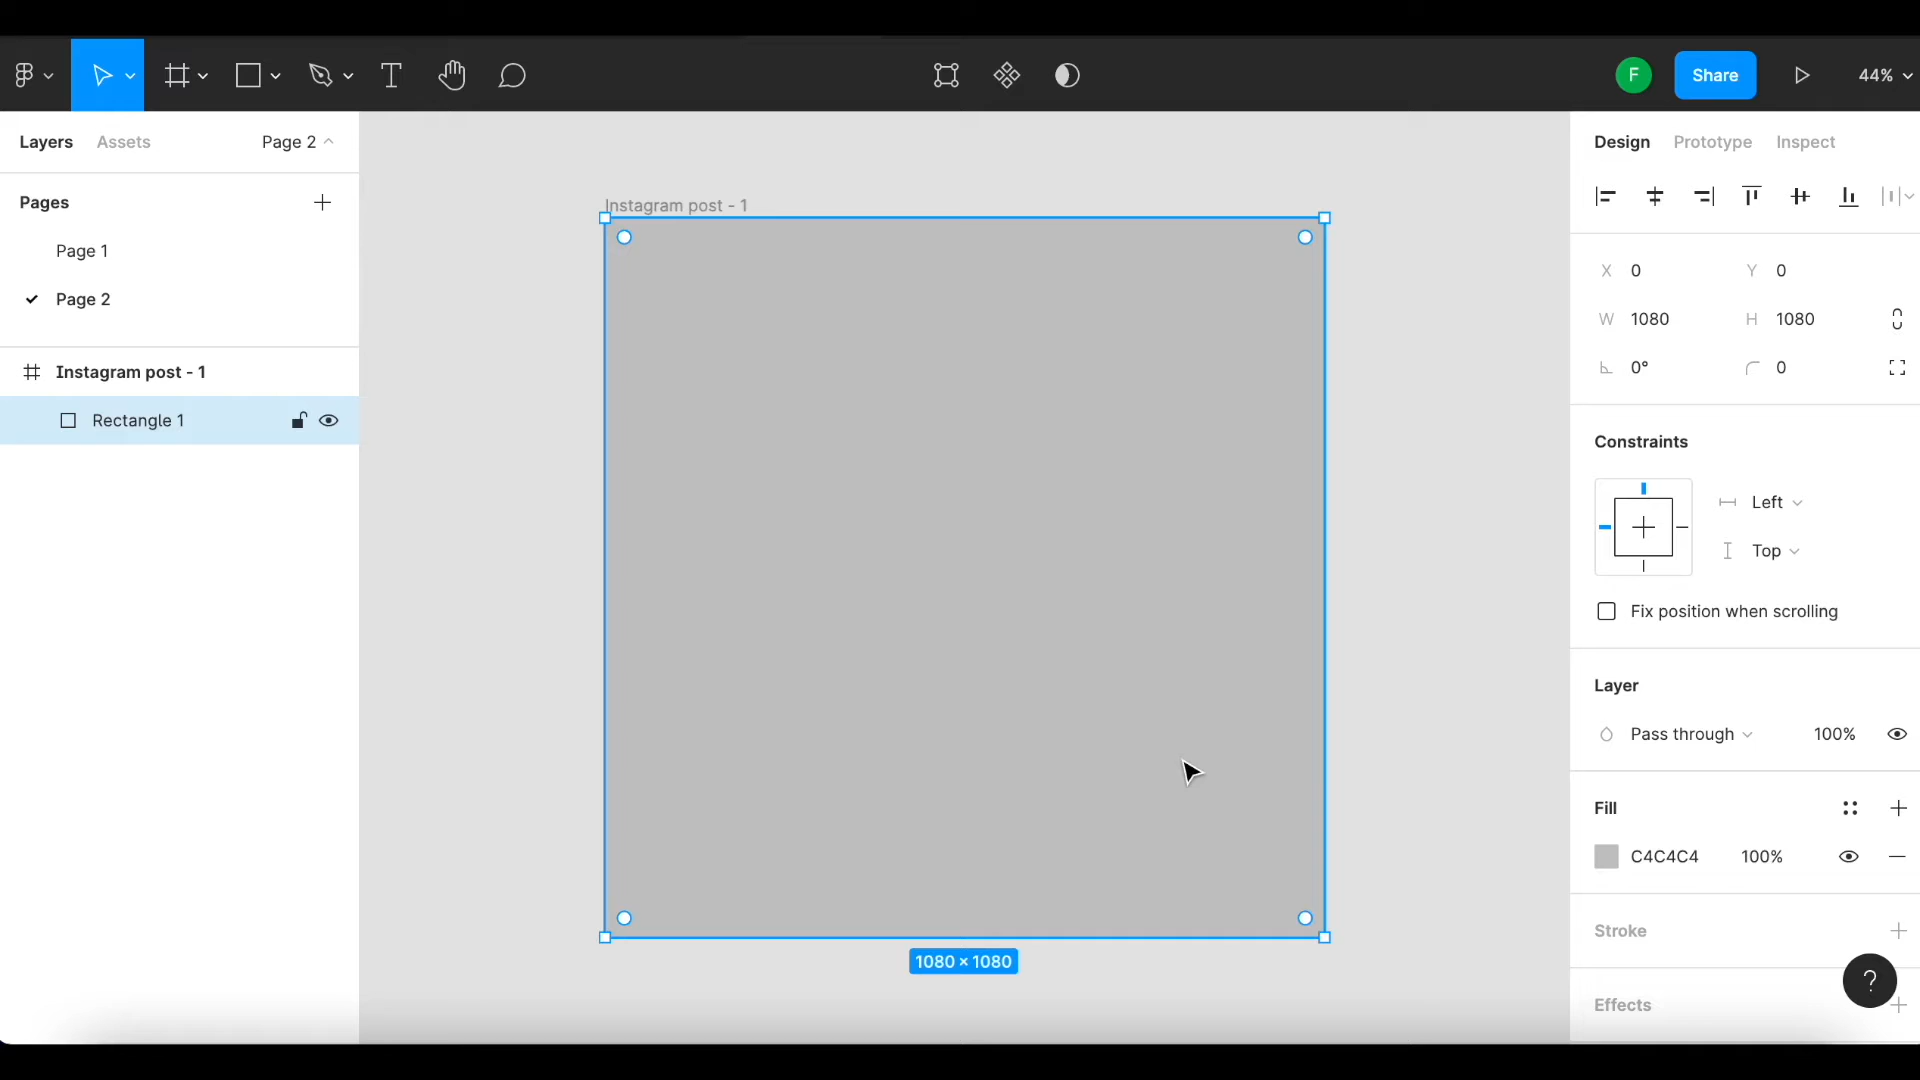 F
Share
44%
Layers
Assets
Page 2
Pages
Page 1
Page 2
Instagram post - 1
Rectangle 1
Instagram post - 1
1080 × 1080
Design
Prototype
Inspect
X 0
Y 0
W 1080
H 1080
0°
0
Constraints
Left
Top
Fix position when scrolling
Layer
Pass through
100%
Fill
C4C4C4
100%
Stroke
Effects
?